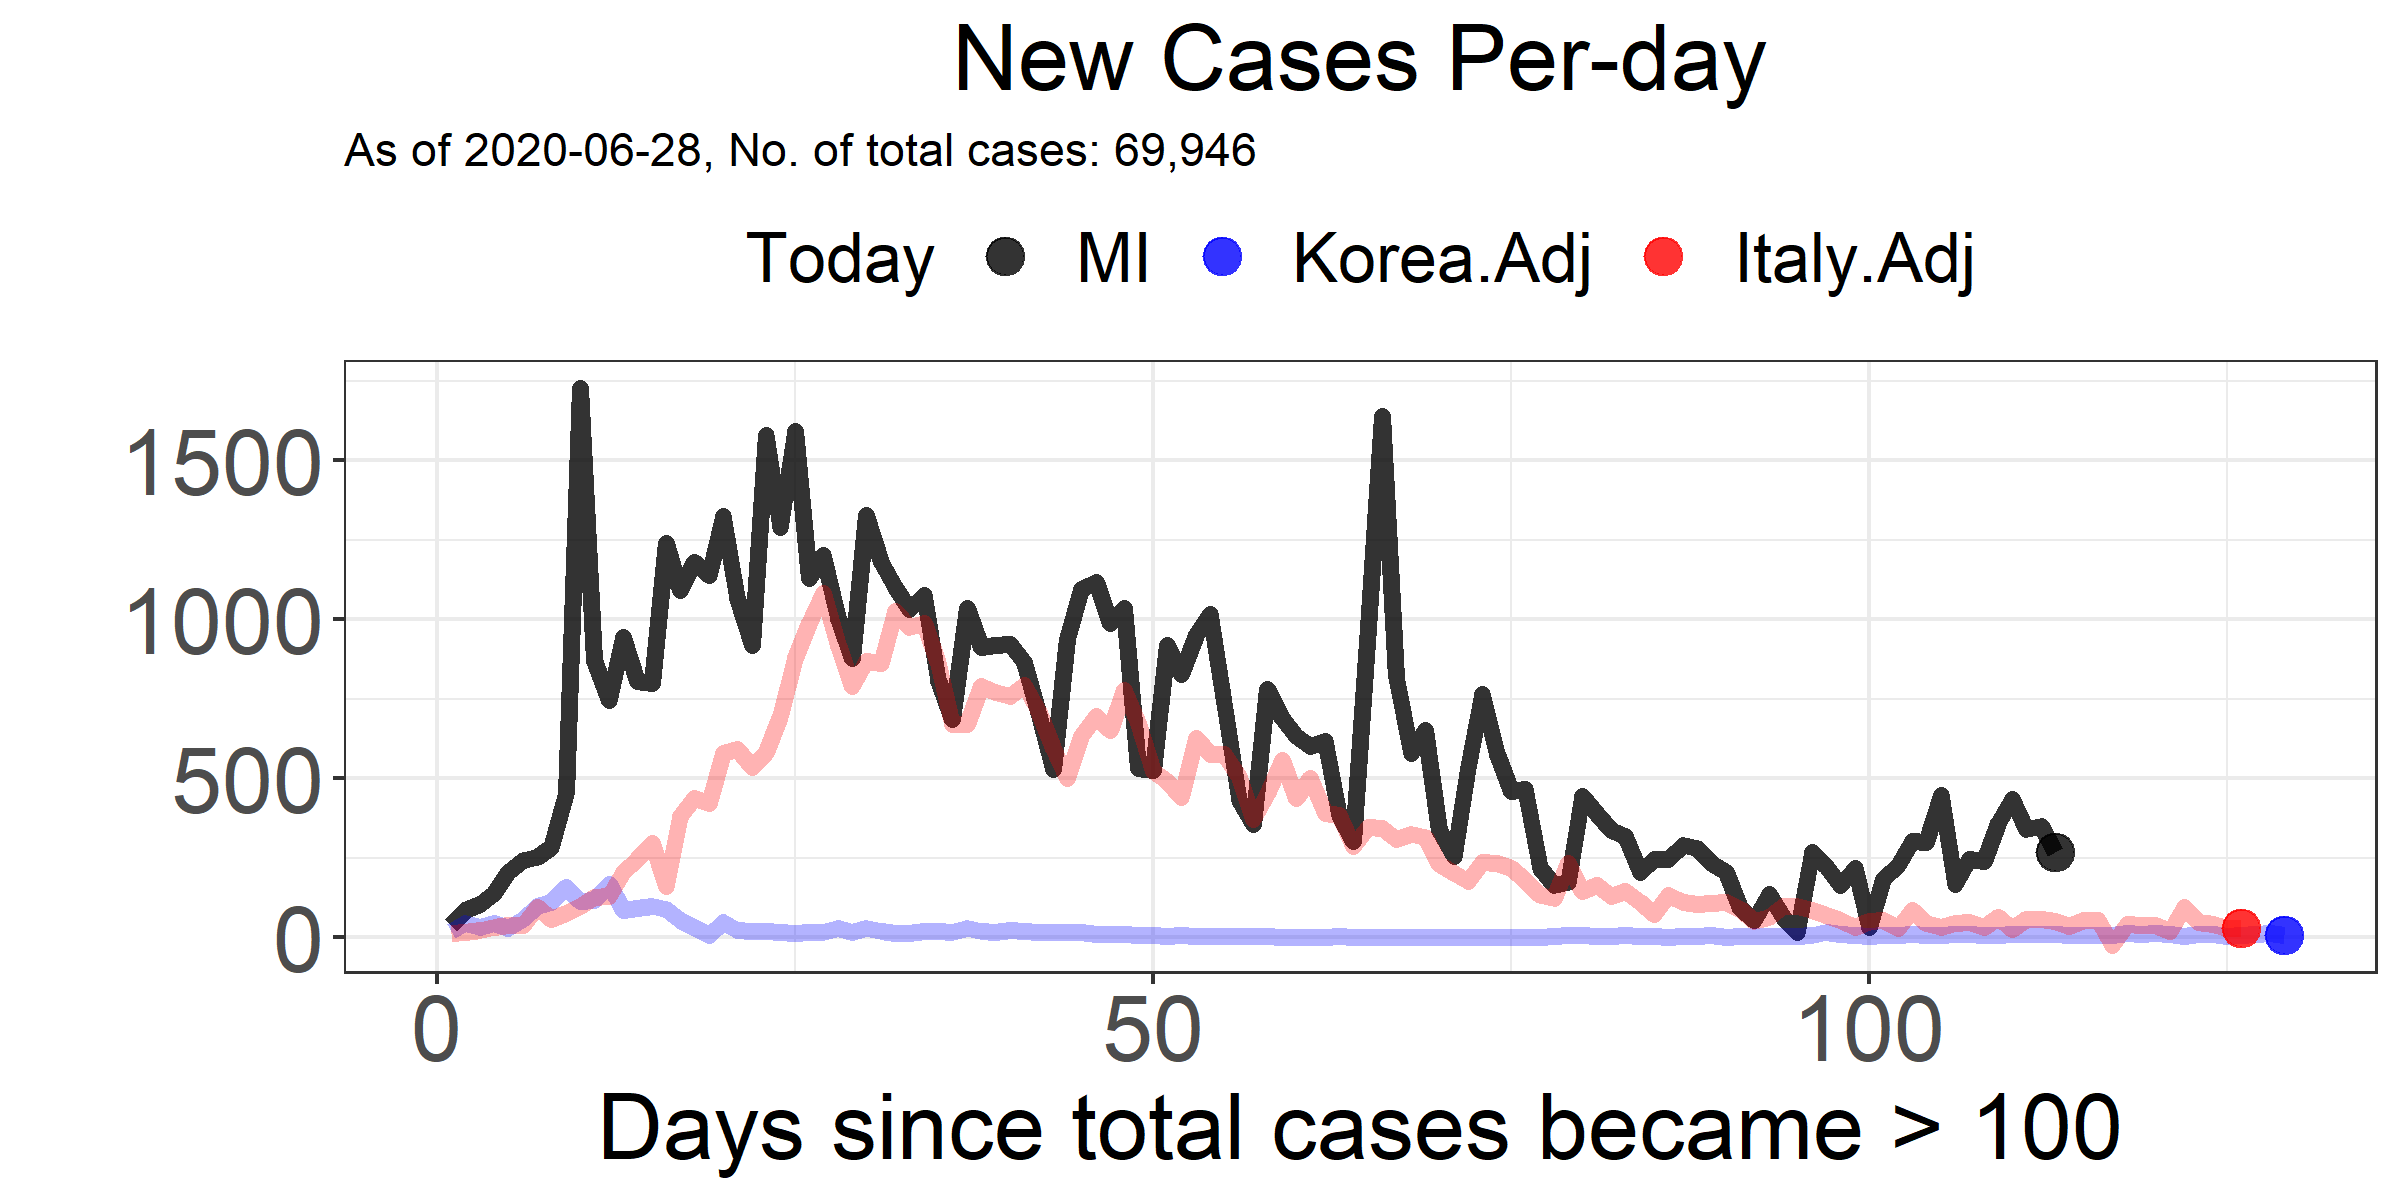 New Cases Per-day
As of 2020-06-28, No. of total cases: 69,946
Today MI Korea.Adj Italy.Adj
1500
1000
500
0
0 50 100
Days since total cases became > 100